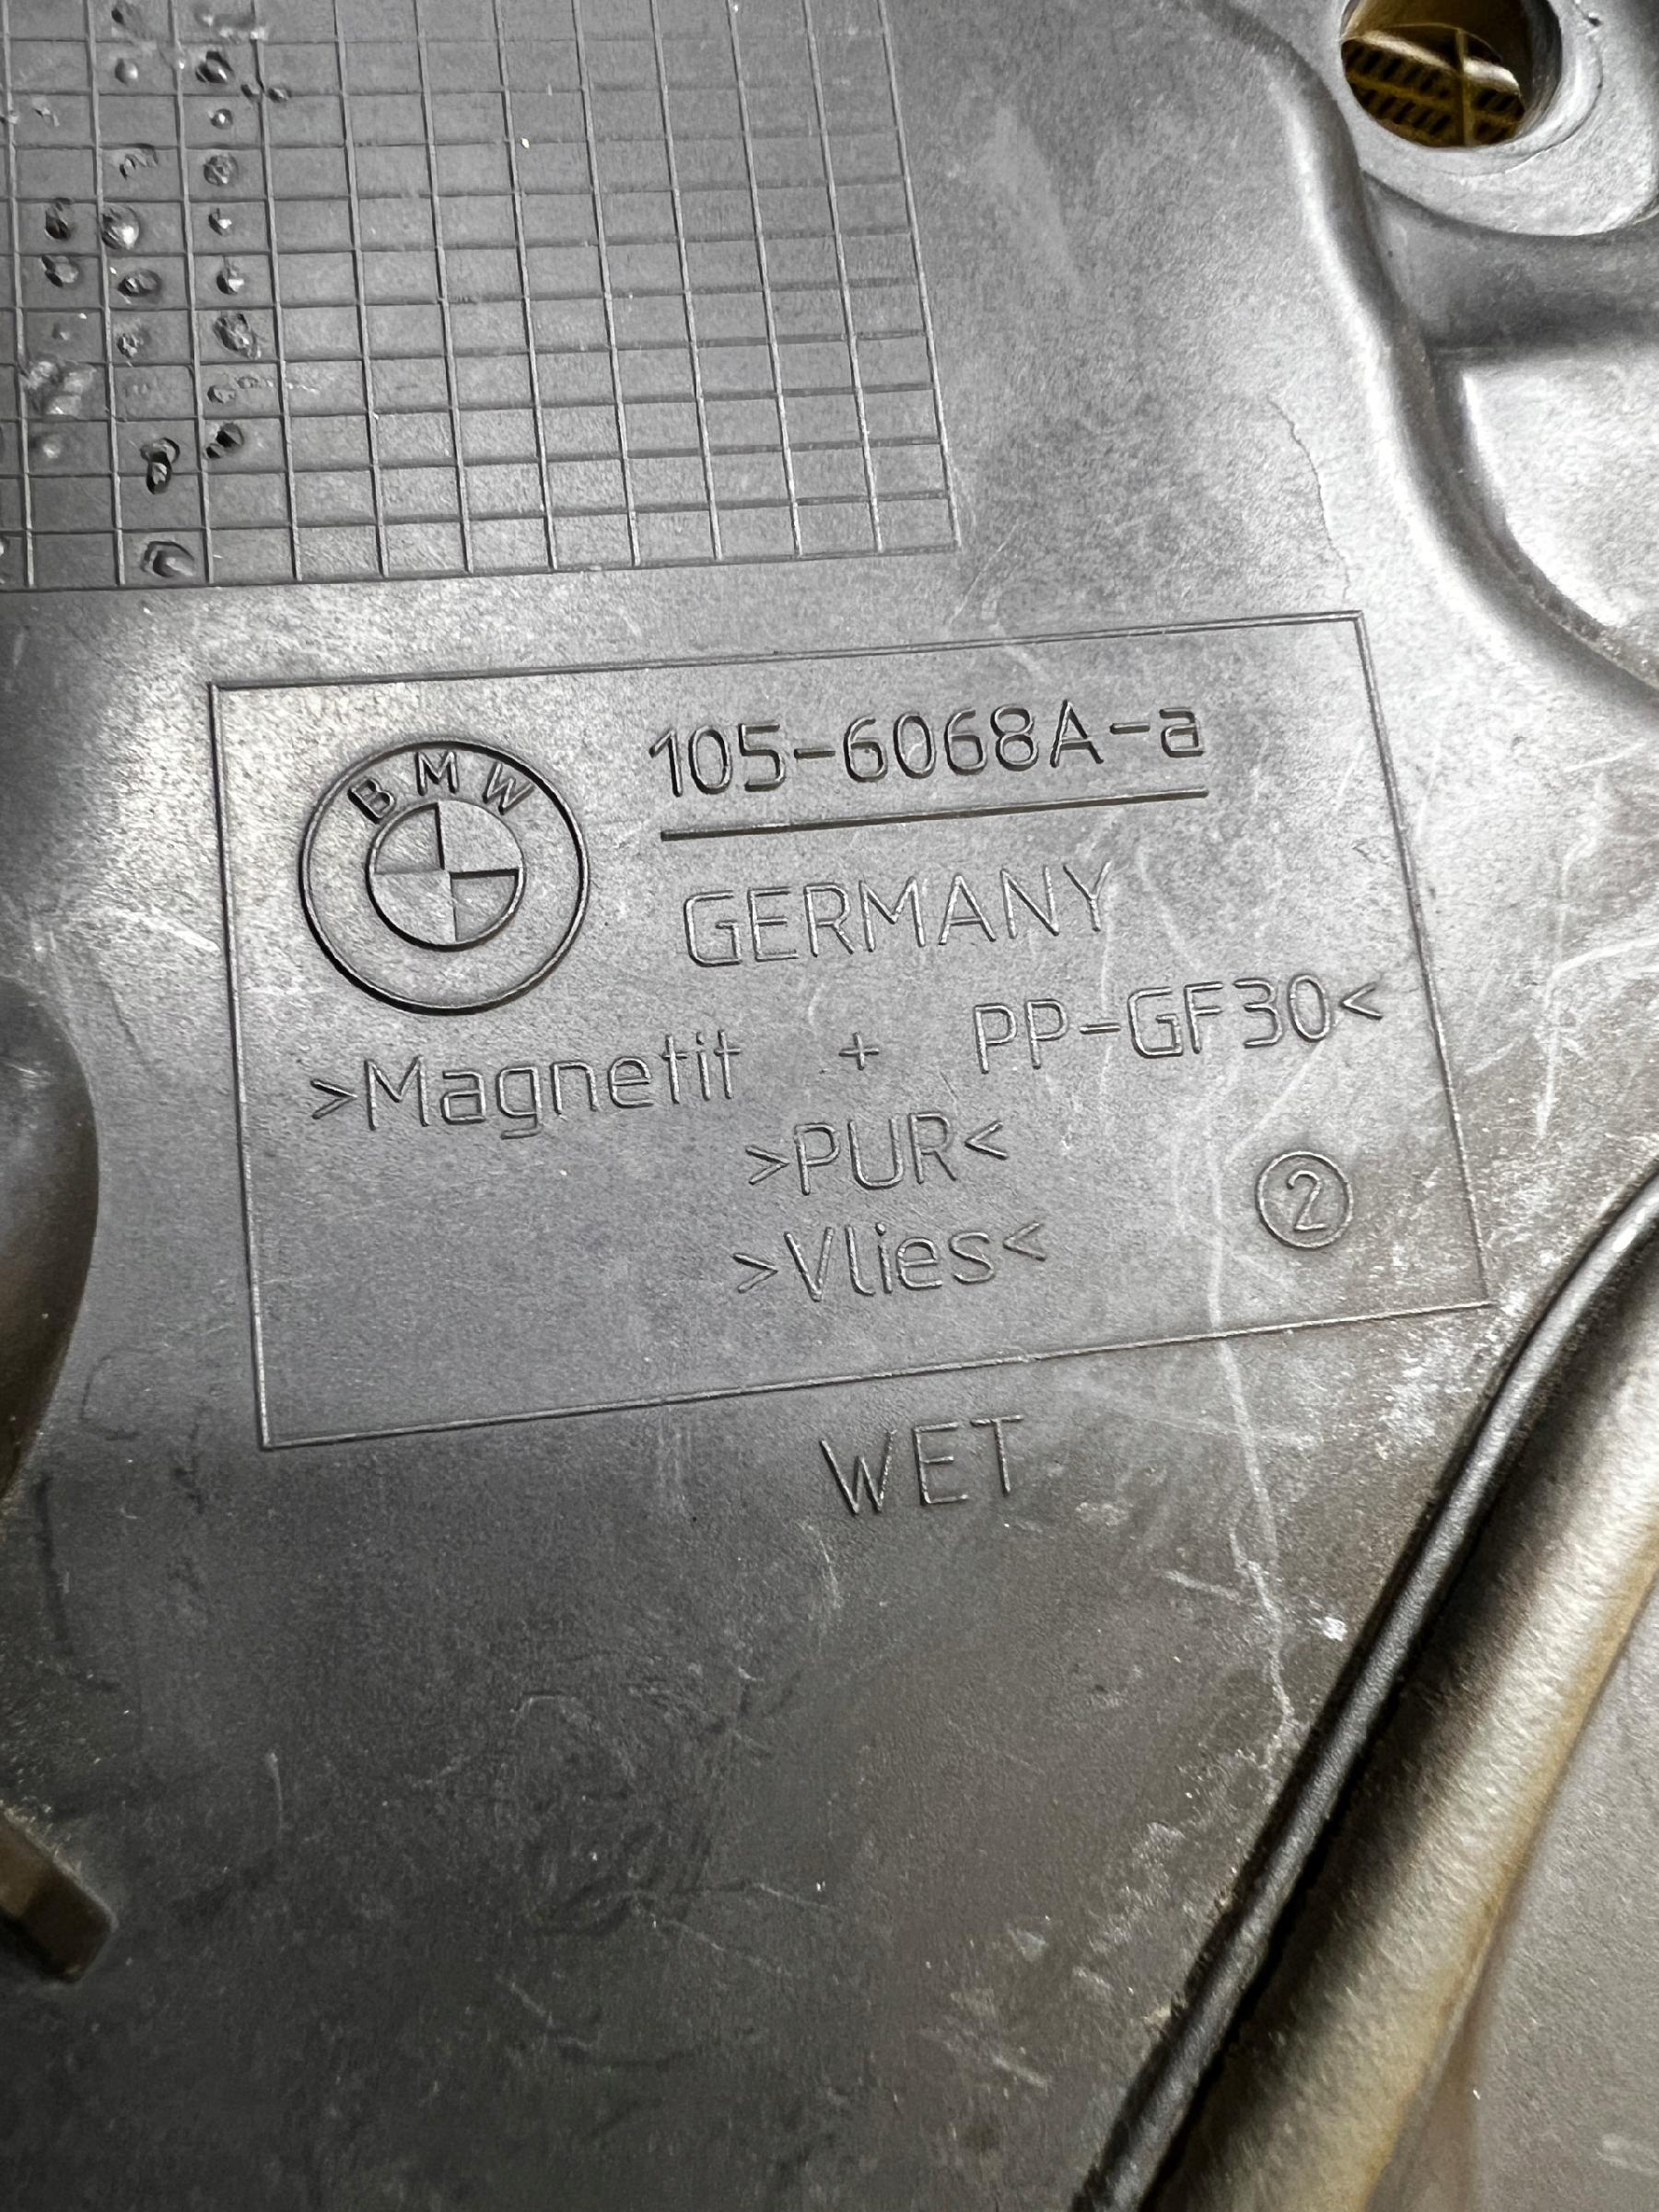 BMW
105-6068A-a
GERMANY
>Magnetit + PP-GF30<
>PUR<
>Vlies<
2
WET